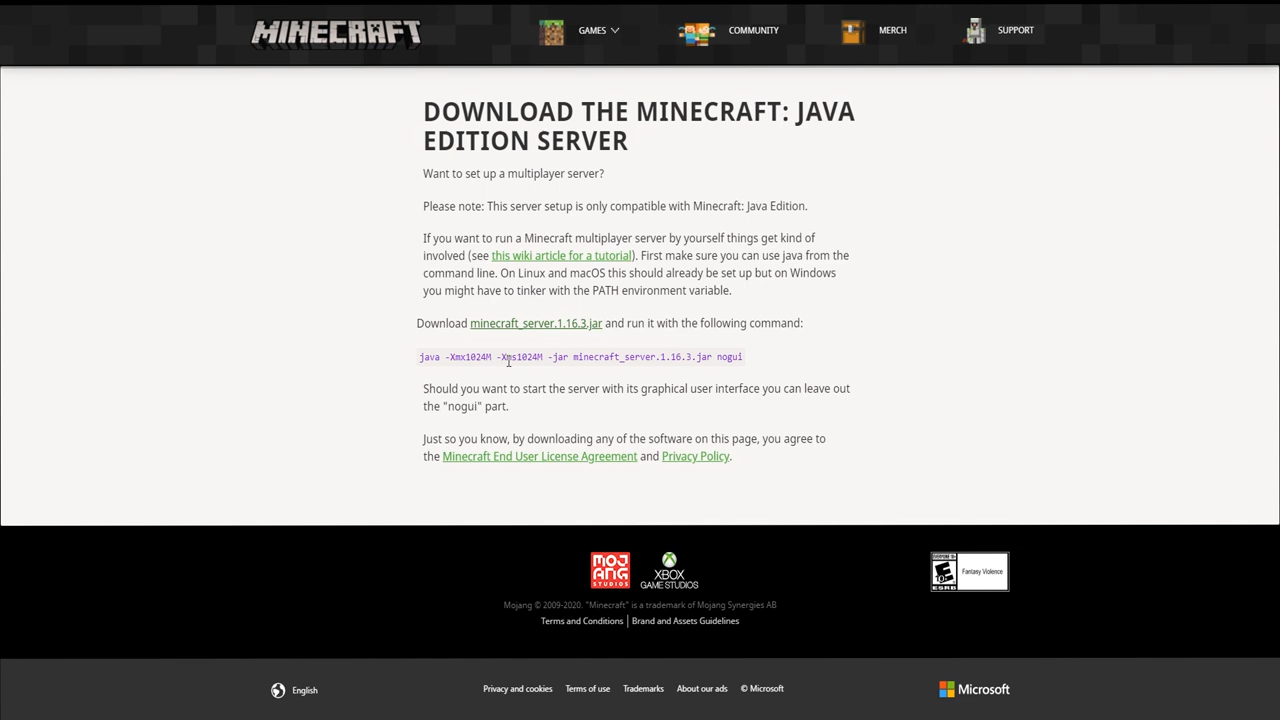 MINECRAFT
GAMES
COMMUNITY
MERCH
SUPPORT
DOWNLOAD THE MINECRAFT: JAVA
EDITION SERVER
Want to set up a multiplayer server?
Please note: This server setup is only compatible with Minecraft: Java Edition.
If you want to run a Minecraft multiplayer server by yourself things get kind of
involved (see this wiki article for a tutorial). First make sure you can use java from the
command line. On Linux and macOS this should already be set up but on Windows
you might have to tinker with the PATH environment variable.
Download minecraft_server.1.16.3.jar and run it with the following command:
java -Xmx1024M -Xms1024M -jar minecraft_server.1.16.3.jar nogui
Should you want to start the server with its graphical user interface you can leave out
the "nogui" part.
Just so you know, by downloading any of the software on this page, you agree to
the Minecraft End User License Agreement and Privacy Policy.
MOJANG STUDIOS
XBOX
GAME STUDIOS
EVERYONE 10+
E 10+
Fantasy Violence
ESRB
Mojang © 2009-2020. "Minecraft" is a trademark of Mojang Synergies AB
Terms and Conditions | Brand and Assets Guidelines
English
Privacy and cookies
Terms of use
Trademarks
About our ads
© Microsoft
Microsoft